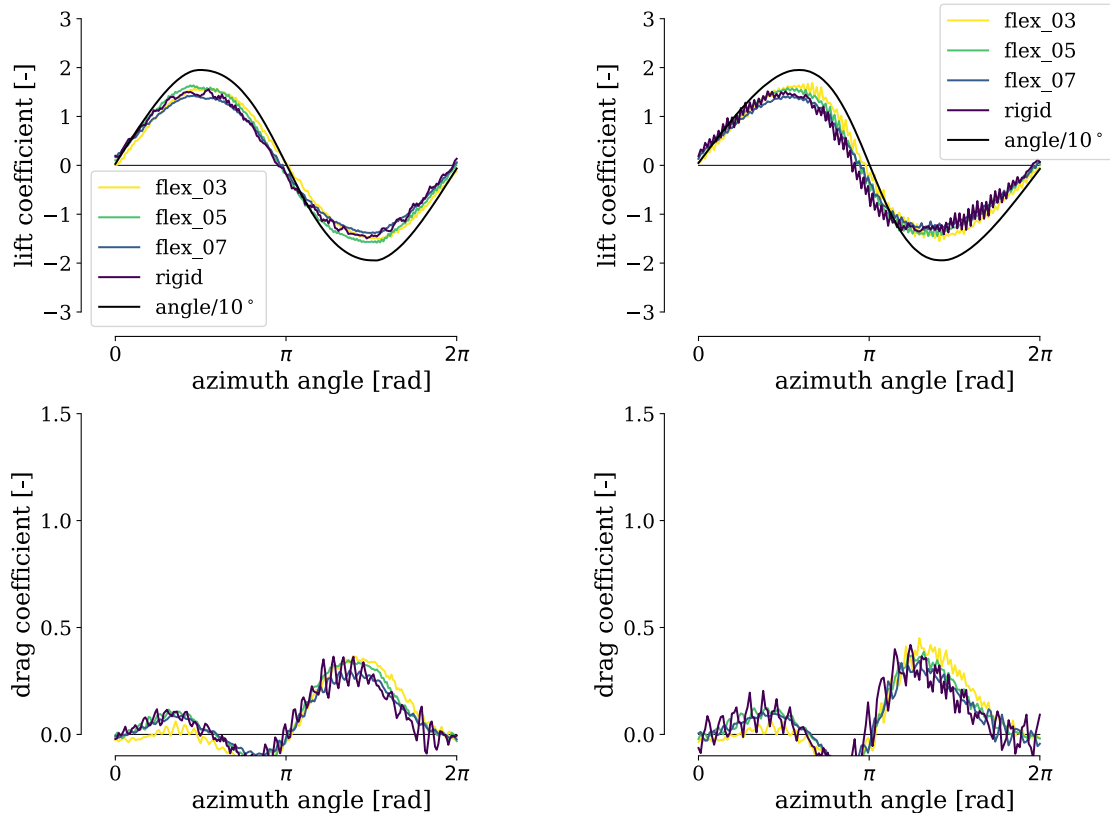 3
2
1
0
−1
−2
−3
lift coefficient [-]
flex_03
flex_05
flex_07
rigid
angle/10°
0
π
2π
azimuth angle [rad]
3
2
1
0
−1
−2
−3
lift coefficient [-]
flex_03
flex_05
flex_07
rigid
angle/10°
0
π
2π
azimuth angle [rad]
1.5
1.0
0.5
0.0
drag coefficient [-]
0
π
2π
azimuth angle [rad]
1.5
1.0
0.5
0.0
drag coefficient [-]
0
π
2π
azimuth angle [rad]